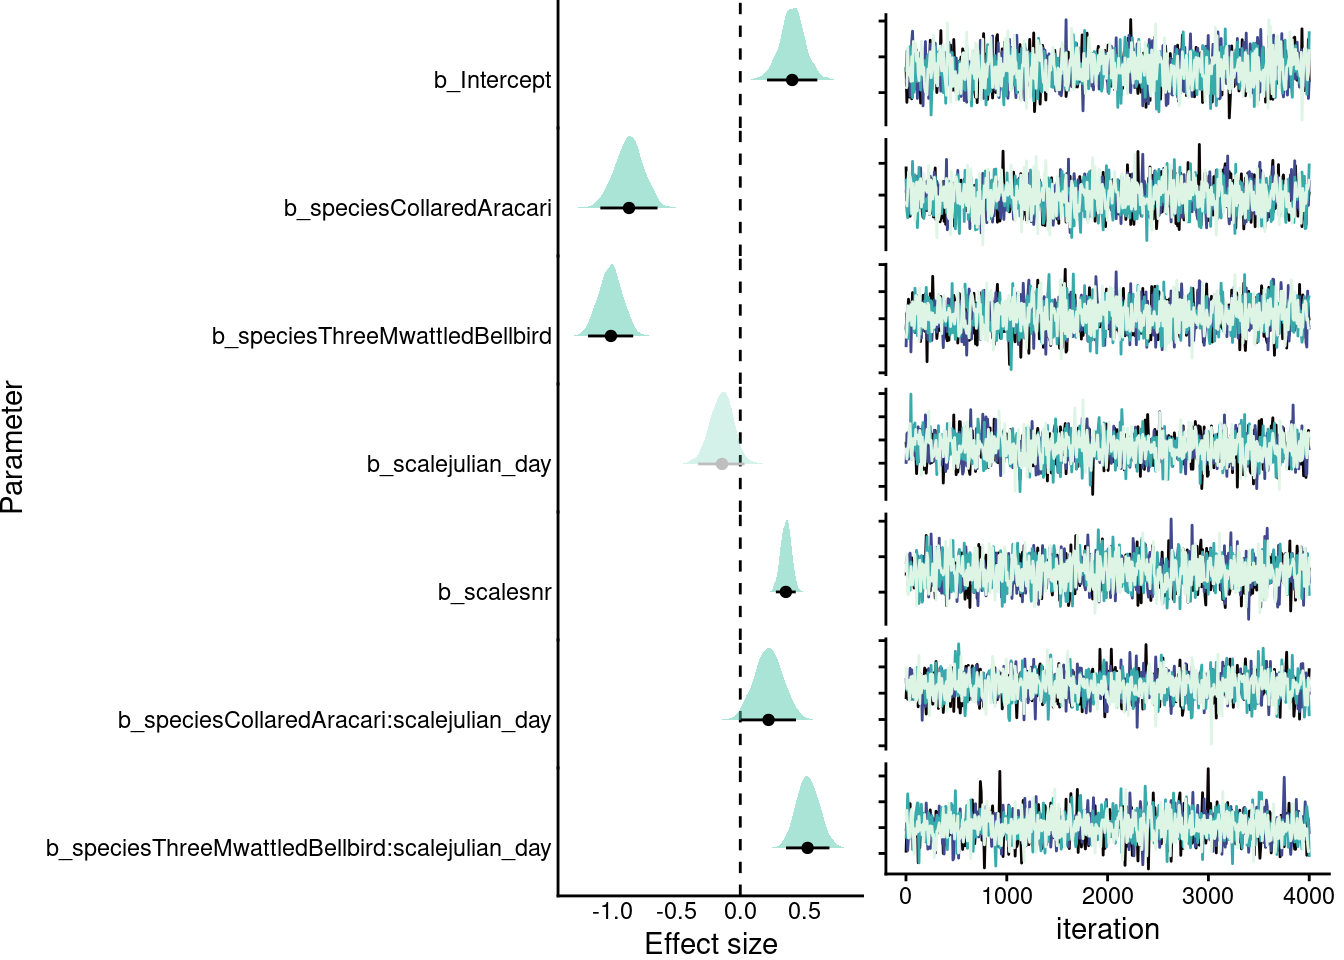 Parameter
b_Intercept
b_speciesCollaredAracari
b_speciesThreeMwattledBellbird
b_scalejulian_day
b_scalesnr
b_speciesCollaredAracari:scalejulian_day
b_speciesThreeMwattledBellbird:scalejulian_day
-1.0 -0.5 0.0 0.5
Effect size
0 1000 2000 3000 4000
iteration